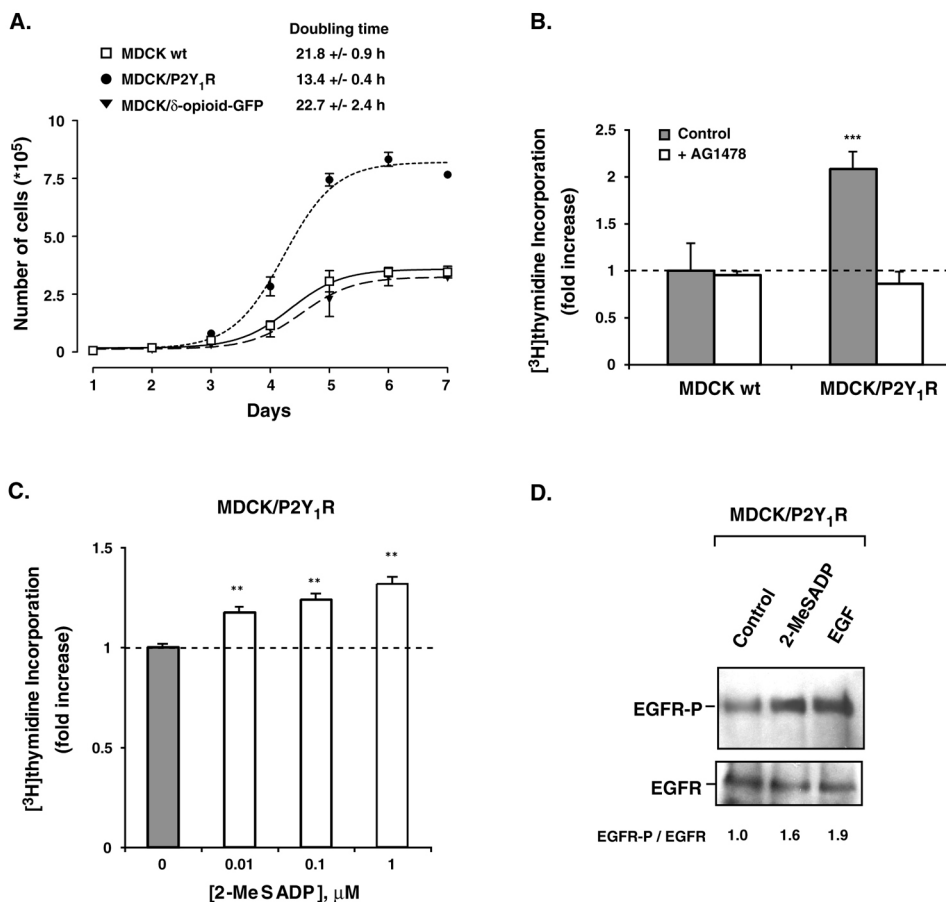 A.
Doubling time
MDCK wt 21.8 +/- 0.9 h
MDCK/P2Y₁R 13.4 +/- 0.4 h
MDCK/δ-opioid-GFP 22.7 +/- 2.4 h
Number of cells (*10⁵)
10
7.5
5.0
2.5
0
1 2 3 4 5 6 7
Days
B.
Control
+ AG1478
***
[³H]thymidine Incorporation
(fold increase)
2.5
2
1.5
1
0.5
0
MDCK wt MDCK/P2Y₁R
C.
MDCK/P2Y₁R
[³H]thymidine Incorporation
(fold increase)
1.5
1
0.5
0
** ** **
0 0.01 0.1 1
[2-MeSADP], μM
D.
MDCK/P2Y₁R
Control 2-MeSADP EGF
EGFR-P
EGFR
EGFR-P / EGFR 1.0 1.6 1.9